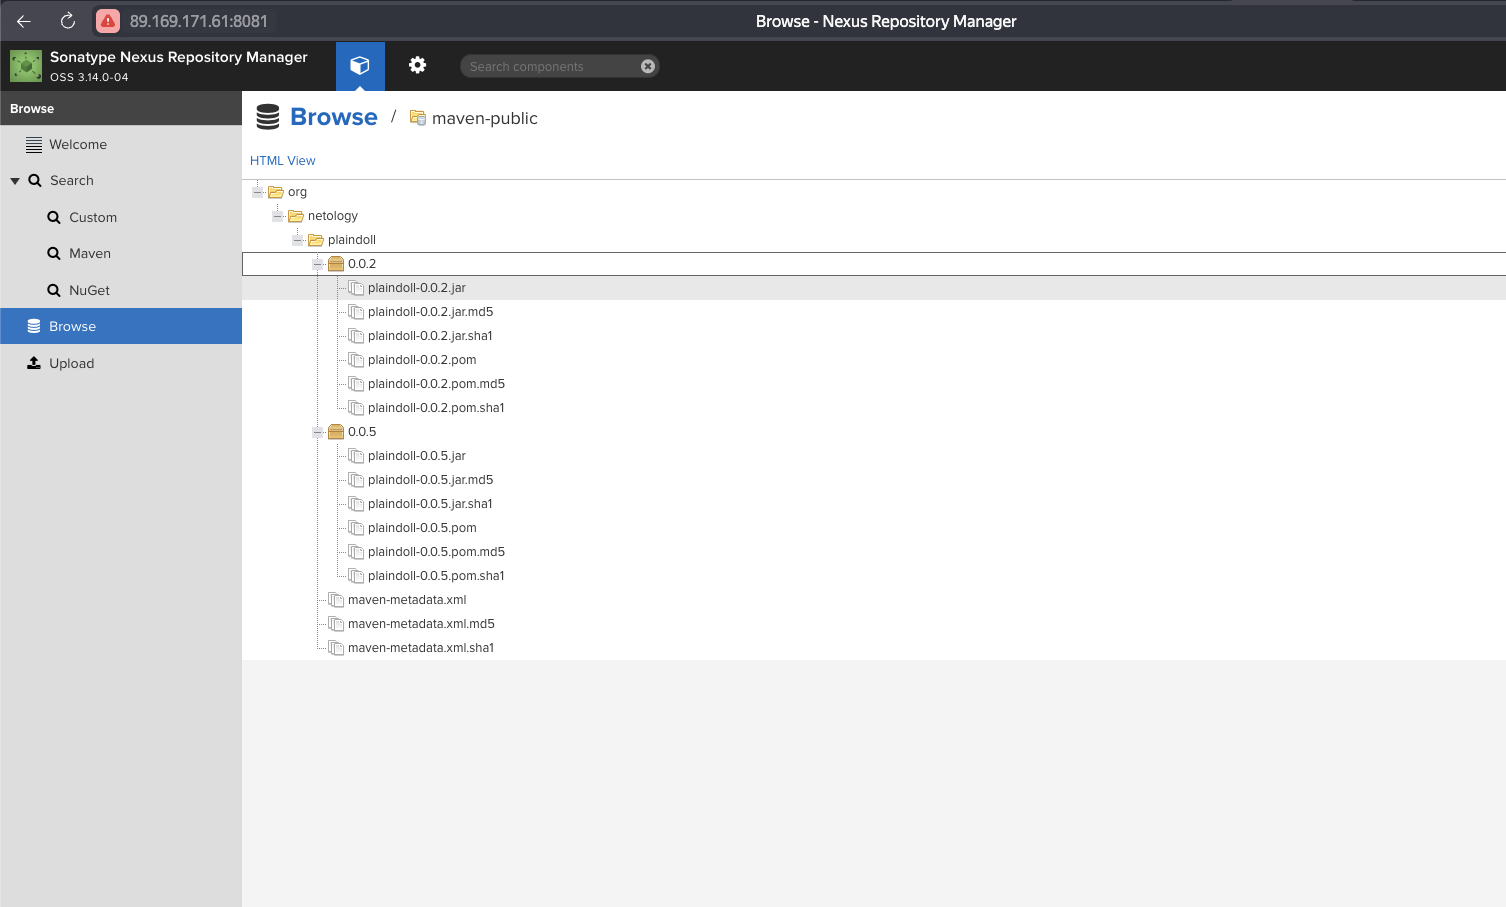 89.169.171.61:8081
Browse - Nexus Repository Manager
Sonatype Nexus Repository Manager
OSS 3.14.0-04
Search components
Browse
Welcome
Search
Custom
Maven
NuGet
Browse
Upload
Browse / maven-public
HTML View
org
netology
plaindoll
0.0.2
plaindoll-0.0.2.jar
plaindoll-0.0.2.jar.md5
plaindoll-0.0.2.jar.sha1
plaindoll-0.0.2.pom
plaindoll-0.0.2.pom.md5
plaindoll-0.0.2.pom.sha1
0.0.5
plaindoll-0.0.5.jar
plaindoll-0.0.5.jar.md5
plaindoll-0.0.5.jar.sha1
plaindoll-0.0.5.pom
plaindoll-0.0.5.pom.md5
plaindoll-0.0.5.pom.sha1
maven-metadata.xml
maven-metadata.xml.md5
maven-metadata.xml.sha1